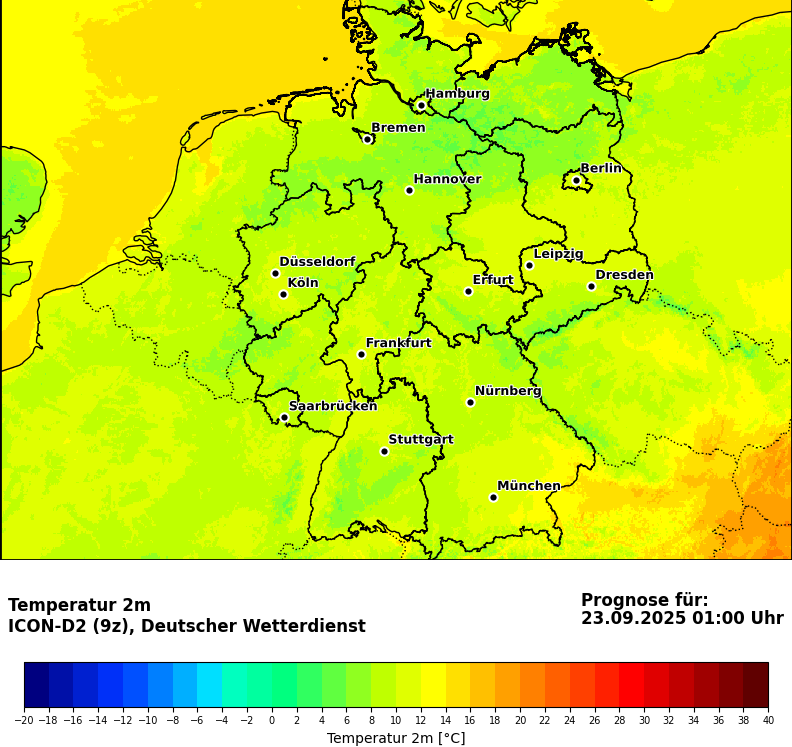 Hamburg
Bremen
Berlin
Hannover
Leipzig
Düsseldorf
Dresden
Erfurt
Köln
Frankfurt
Nürnberg
Saarbrücken
Stuttgart
München
Temperatur 2m
ICON-D2 (9z), Deutscher Wetterdienst
Prognose für:
23.09.2025 01:00 Uhr
−20 −18 −16 −14 −12 −10 −8 −6 −4 −2 0 2 4 6 8 10 12 14 16 18 20 22 24 26 28 30 32 34 36 38 40
Temperatur 2m [°C]